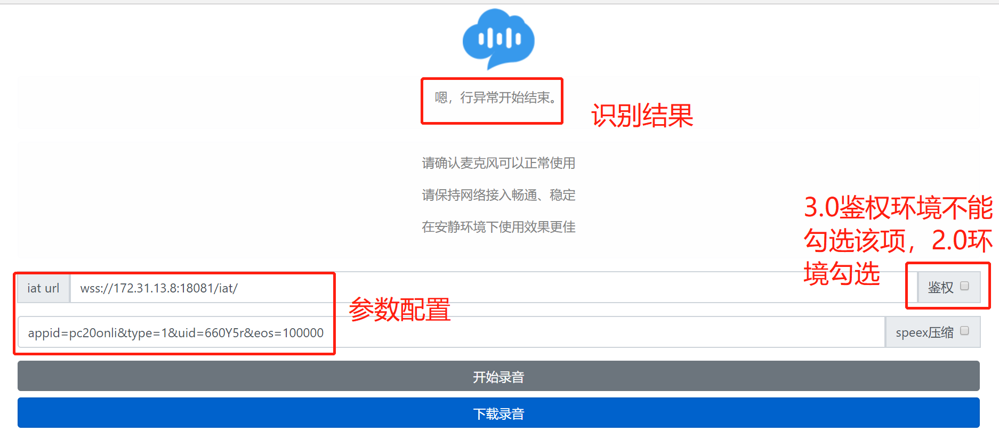 嗯，行异常开始结束。
识别结果
请确认麦克风可以正常使用
请保持网络接入畅通、稳定
在安静环境下使用效果更佳
3.0鉴权环境不能
勾选该项，2.0环
境勾选
iat url
wss://172.31.13.8:18081/iat/
鉴权
参数配置
appid=pc20onli&type=1&uid=660Y5r&eos=100000
speex压缩
开始录音
下载录音